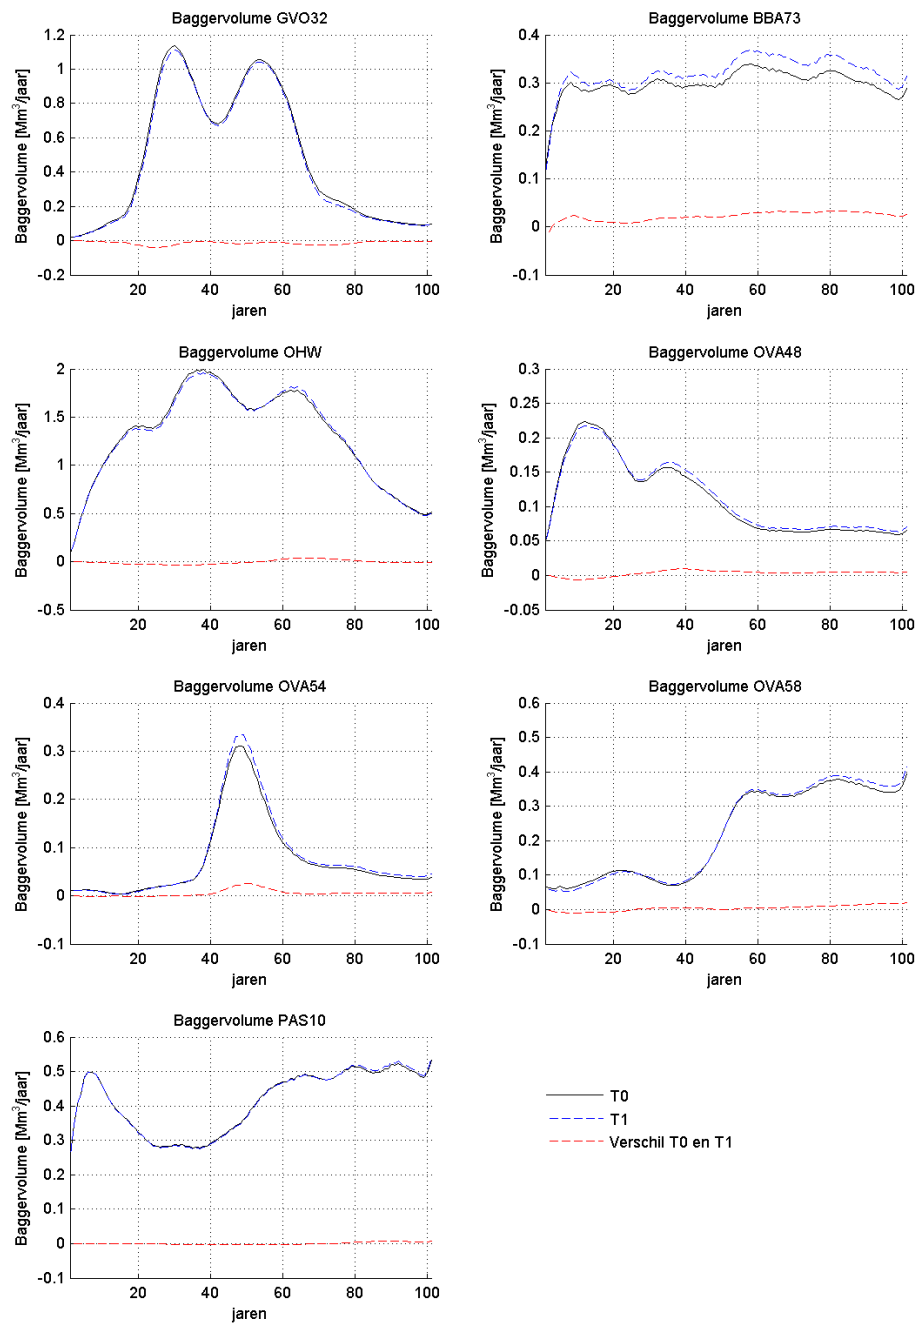 Baggervolume GVO32
Baggervolume [Mm³/jaar]
1.2
1
0.8
0.6
0.4
0.2
0
-0.2
20 40 60 80 100
jaren
Baggervolume BBA73
Baggervolume [Mm³/jaar]
0.4
0.3
0.2
0.1
0
-0.1
20 40 60 80 100
jaren
Baggervolume OHW
Baggervolume [Mm³/jaar]
2
1.5
1
0.5
0
-0.5
20 40 60 80 100
jaren
Baggervolume OVA48
Baggervolume [Mm³/jaar]
0.3
0.25
0.2
0.15
0.1
0.05
0
-0.05
20 40 60 80 100
jaren
Baggervolume OVA54
Baggervolume [Mm³/jaar]
0.4
0.3
0.2
0.1
0
-0.1
20 40 60 80 100
jaren
Baggervolume OVA58
Baggervolume [Mm³/jaar]
0.6
0.5
0.4
0.3
0.2
0.1
0
-0.1
20 40 60 80 100
jaren
Baggervolume PAS10
Baggervolume [Mm³/jaar]
0.6
0.5
0.4
0.3
0.2
0.1
0
-0.1
20 40 60 80 100
jaren
T0
T1
Verschil T0 en T1